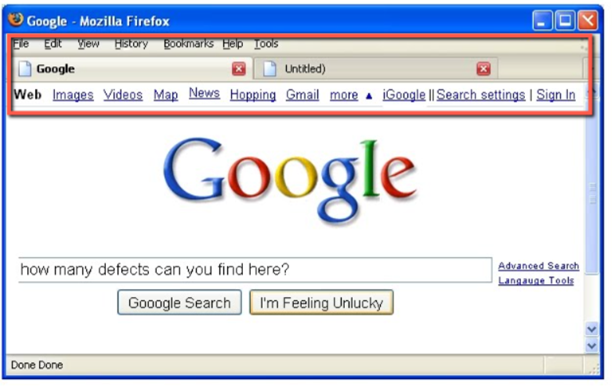 Google - Mozilla Firefox
File Edit View History Bookmarks Help Tools
Google Untitled)
Web Images Videos Map News Hopping Gmail more ▲ iGoogle || Search settings | Sign In
Google
how many defects can you find here?
Advanced Search
Langauge Tools
Gooogle Search I'm Feeling Unlucky
Done Done